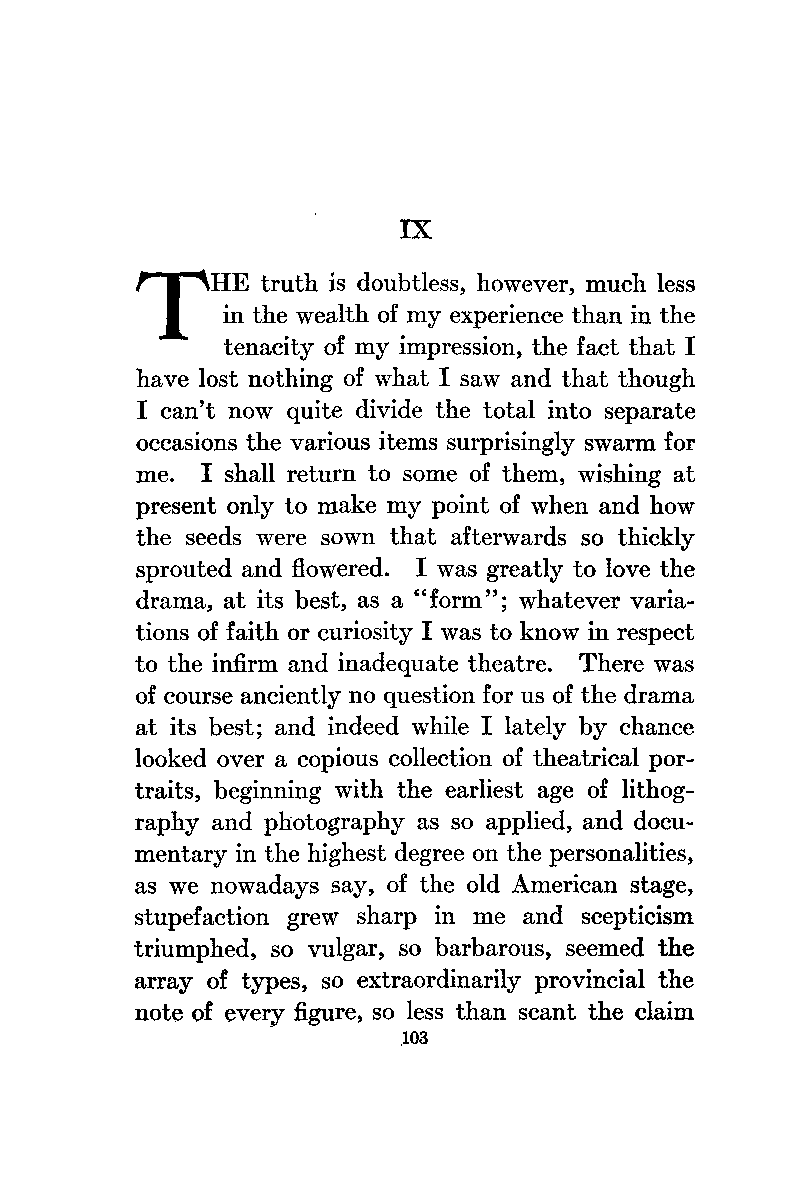 IX
THE truth is doubtless, however, much less
in the wealth of my experience than in the
tenacity of my impression, the fact that I
have lost nothing of what I saw and that though
I can't now quite divide the total into separate
occasions the various items surprisingly swarm for
me. I shall return to some of them, wishing at
present only to make my point of when and how
the seeds were sown that afterwards so thickly
sprouted and flowered. I was greatly to love the
drama, at its best, as a "form"; whatever varia-
tions of faith or curiosity I was to know in respect
to the infirm and inadequate theatre. There was
of course anciently no question for us of the drama
at its best; and indeed while I lately by chance
looked over a copious collection of theatrical por-
traits, beginning with the earliest age of lithog-
raphy and photography as so applied, and docu-
mentary in the highest degree on the personalities,
as we nowadays say, of the old American stage,
stupefaction grew sharp in me and scepticism
triumphed, so vulgar, so barbarous, seemed the
array of types, so extraordinarily provincial the
note of every figure, so less than scant the claim
103